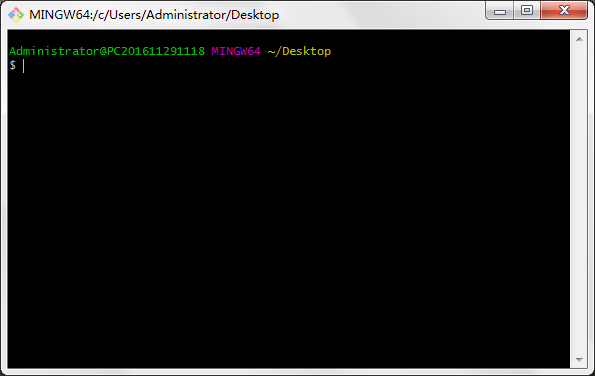 MINGW64:/c/Users/Administrator/Desktop
Administrator@PC201611291118 MINGW64 ~/Desktop
$